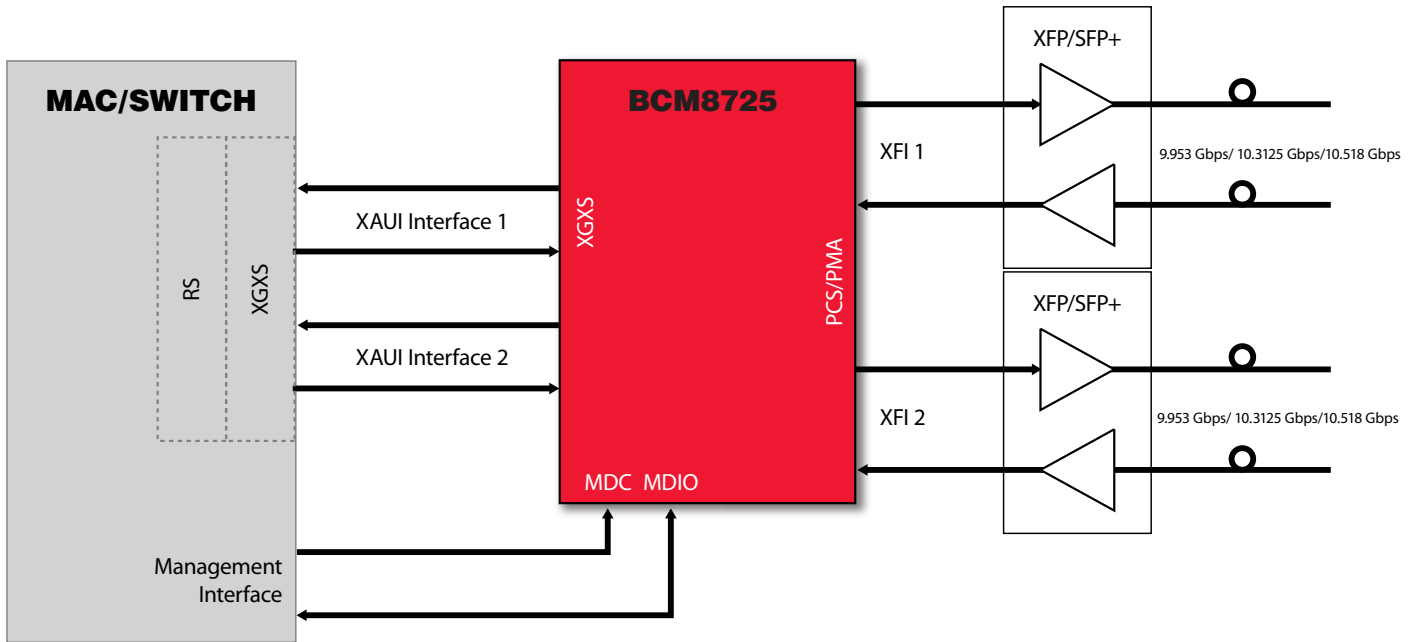 MAC/SWITCH
RS
XGXS
Management
Interface
XAUI Interface 1
XAUI Interface 2
BCM8725
XGXS
PCS/PMA
MDC MDIO
XFI 1
XFI 2
XFP/SFP+
9.953 Gbps/ 10.3125 Gbps/10.518 Gbps
XFP/SFP+
9.953 Gbps/ 10.3125 Gbps/10.518 Gbps